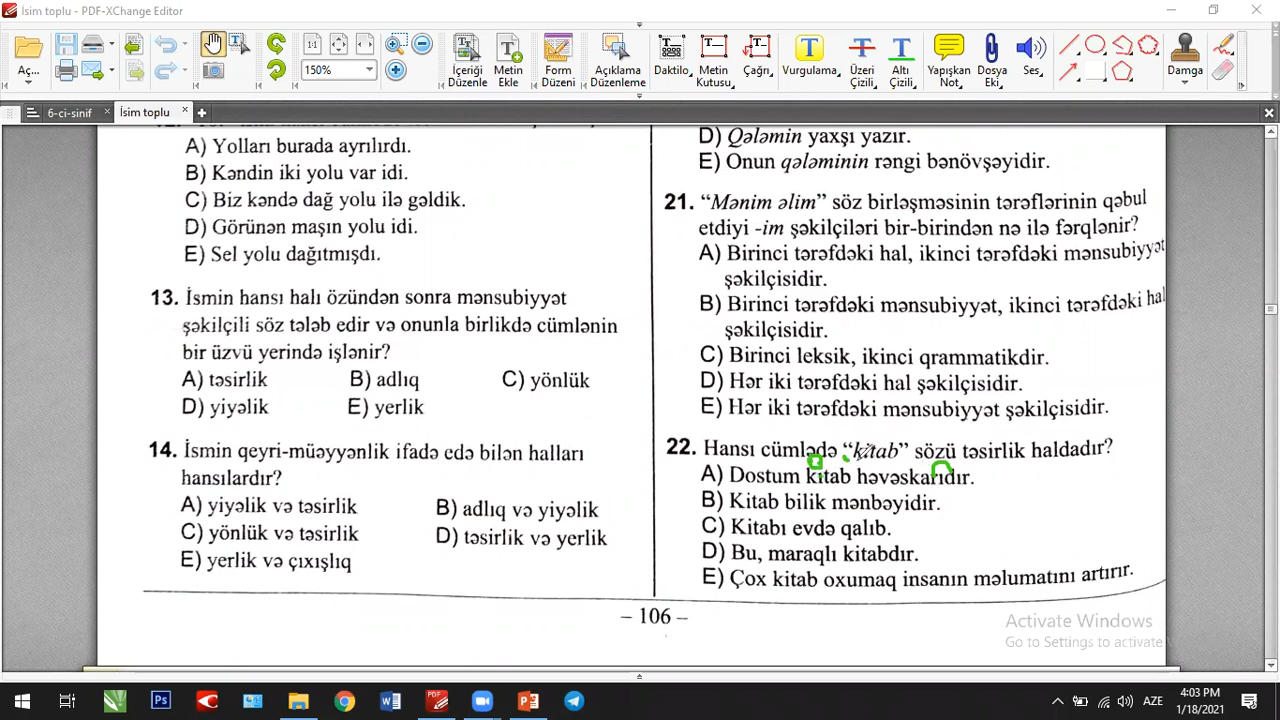 İsim toplu - PDF-XChange Editor
Aç...
150%
İçeriği Düzenle
Metin Ekle
Form Düzeni
Açıklama Düzenleme
Daktilo
Metin Kutusu
Çağrı
Vurgulama
Üzeri Çizili
Altı Çizili
Yapışkan Not
Dosya Eki
Ses
Damga
6-ci-sinif
İsim toplu
A) Yolları burada ayrılırdı.
B) Kəndin iki yolu var idi.
C) Biz kəndə dağ yolu ilə gəldik.
D) Görünən maşın yolu idi.
E) Sel yolu dağıtmışdı.
13. İsmin hansı halı özündən sonra mənsubiyyət
şəkilçili söz tələb edir və onunla birlikdə cümlənin
bir üzvü yerində işlənir?
A) təsirlik B) adlıq C) yönlük
D) yiyəlik E) yerlik
14. İsmin qeyri-müəyyənlik ifadə edə bilən halları
hansılardır?
A) yiyəlik və təsirlik B) adlıq və yiyəlik
C) yönlük və təsirlik D) təsirlik və yerlik
E) yerlik və çıxışlıq
D) Qələmin yaxşı yazır.
E) Onun qələminin rəngi bənövşəyidir.
21. “Mənim əlim” söz birləşməsinin tərəflərinin qəbul
etdiyi -im şəkilçiləri bir-birindən nə ilə fərqlənir?
A) Birinci tərəfdəki hal, ikinci tərəfdəki mənsubiyyət
şəkilçisidir.
B) Birinci tərəfdəki mənsubiyyət, ikinci tərəfdəki hal
şəkilçisidir.
C) Birinci leksik, ikinci qrammatikdir.
D) Hər iki tərəfdəki hal şəkilçisidir.
E) Hər iki tərəfdəki mənsubiyyət şəkilçisidir.
22. Hansı cümlədə “kitab” sözü təsirlik haldadır?
A) Dostum kitab həvəskarıdır.
B) Kitab bilik mənbəyidir.
C) Kitabı evdə qalıb.
D) Bu, maraqlı kitabdır.
E) Çox kitab oxumaq insanın məlumatını artırır.
– 106 –
Activate Windows
Go to Settings to activate
AZE
4:03 PM
1/18/2021